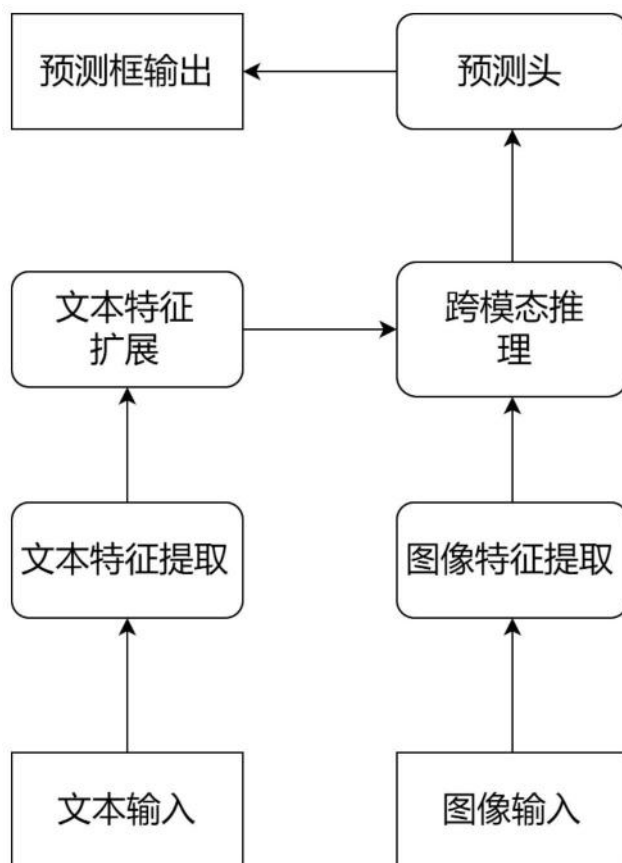 预测框输出
预测头
文本特征
扩展
跨模态推
理
文本特征提取
图像特征提取
文本输入
图像输入